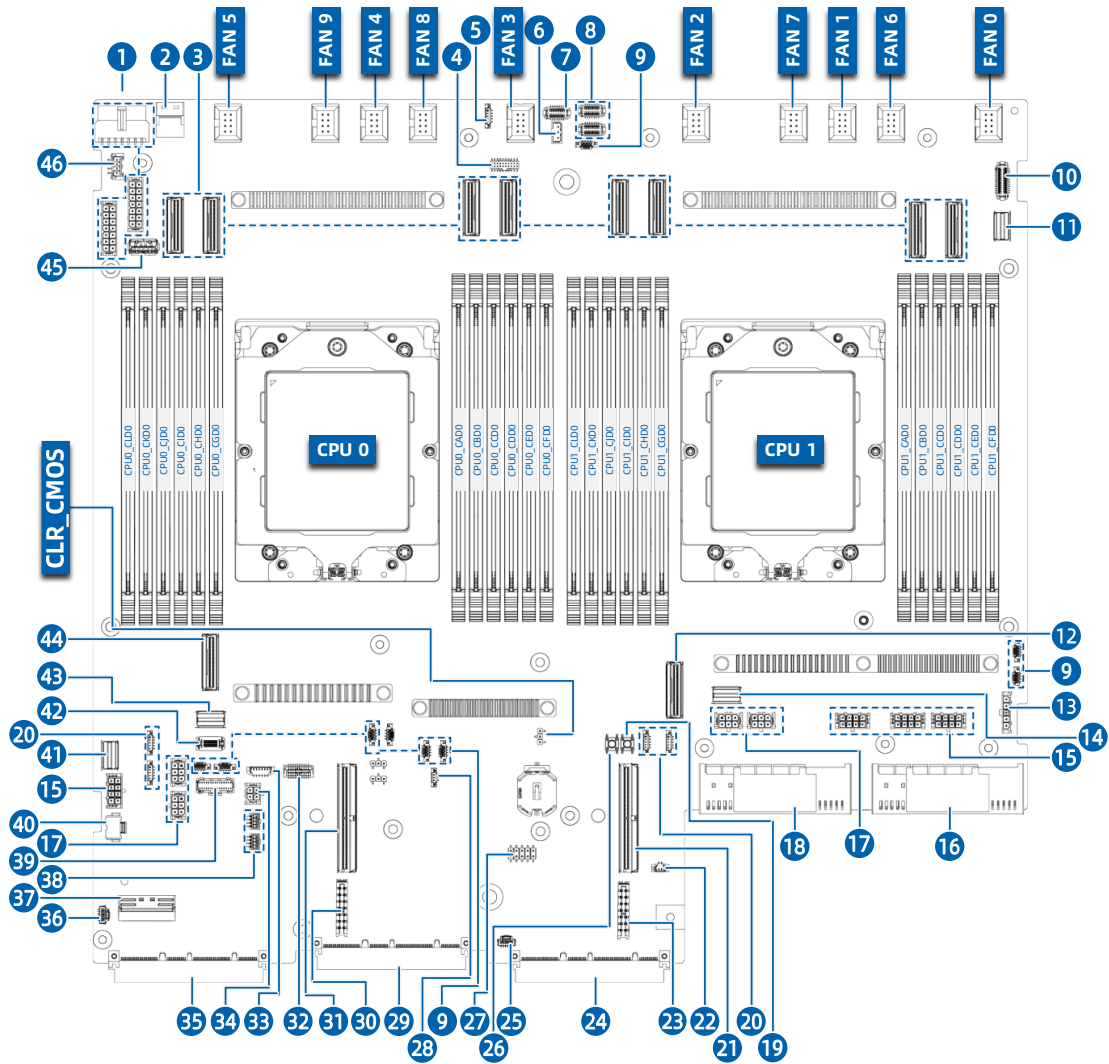 FAN 5
FAN 9
FAN 4
FAN 8
FAN 3
FAN 2
FAN 7
FAN 1
FAN 6
FAN 0
1
2
3
5
4
6
7
8
9
46
10
11
45
CPU0_CLD0
CPU0_CKD0
CPU0_CJD0
CPU0_CID0
CPU0_CHD0
CPU0_CGD0
CPU 0
CPU0_CAD0
CPU0_CBD0
CPU0_CCD0
CPU0_CDD0
CPU0_CED0
CPU0_CFD0
CPU1_CLD0
CPU1_CKD0
CPU1_CJD0
CPU1_CID0
CPU1_CHD0
CPU1_CGD0
CPU 1
CPU1_CAD0
CPU1_CBD0
CPU1_CCD0
CPU1_CDD0
CPU1_CED0
CPU1_CFD0
CLR_CMOS
44
12
43
9
42
13
20
14
41
15
15
40
17
18
17
16
39
20
19
38
37
22
36
26
23
35
34
33
32
31
30
29
28
9
27
25
24
21